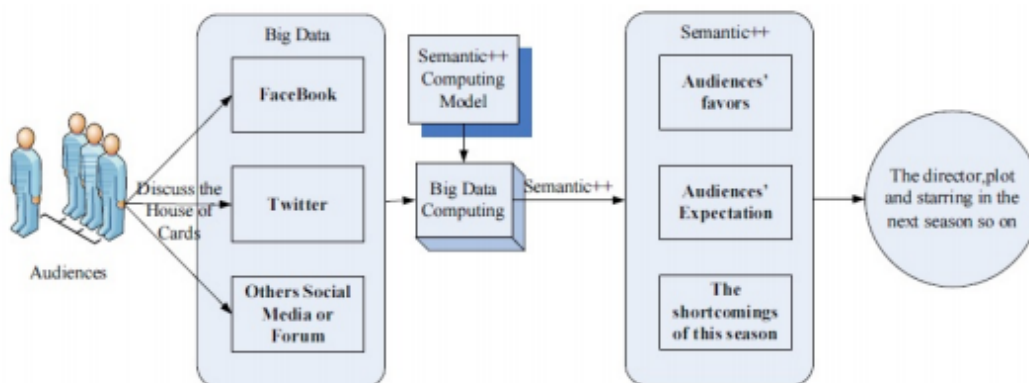 Audiences
Discuss the
House of
Cards
Big Data
FaceBook
Twitter
Others Social
Media or
Forum
Semantic++
Computing
Model
Big Data
Computing
Semantic++
Semantic++
Audiences'
favors
Audiences'
Expectation
The
shortcomings
of this season
The director,plot
and starring in the
next season so on